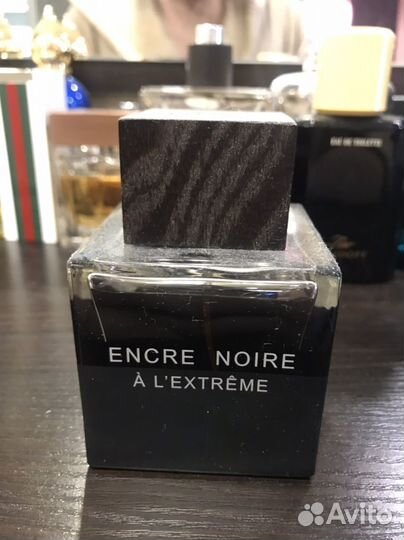 EAU DE TOILETTE
ENCRE NOIRE
À L'EXTRÊME
Avito